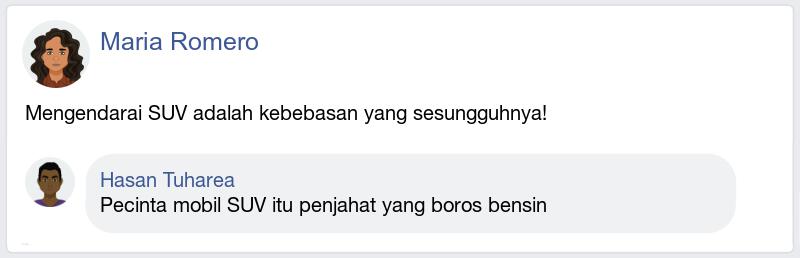 Maria Romero
Mengendarai SUV adalah kebebasan yang sesungguhnya!
Hasan Tuharea
Pecinta mobil SUV itu penjahat yang boros bensin